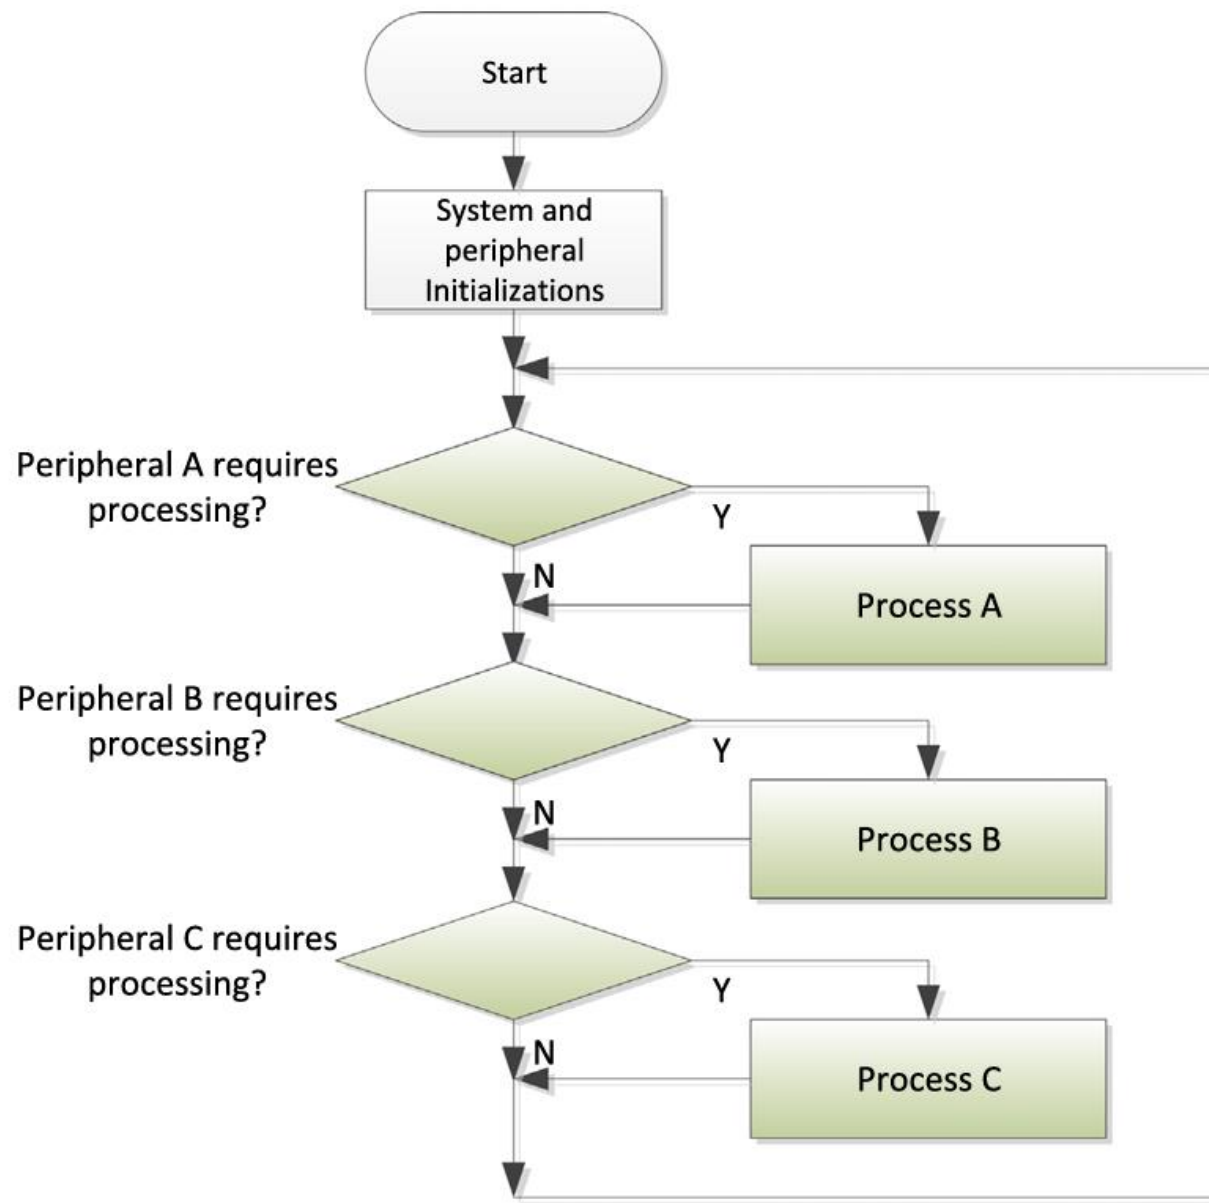 Start
System and
peripheral
Initializations
Peripheral A requires
processing?
Y
N
Process A
Peripheral B requires
processing?
Y
N
Process B
Peripheral C requires
processing?
Y
N
Process C